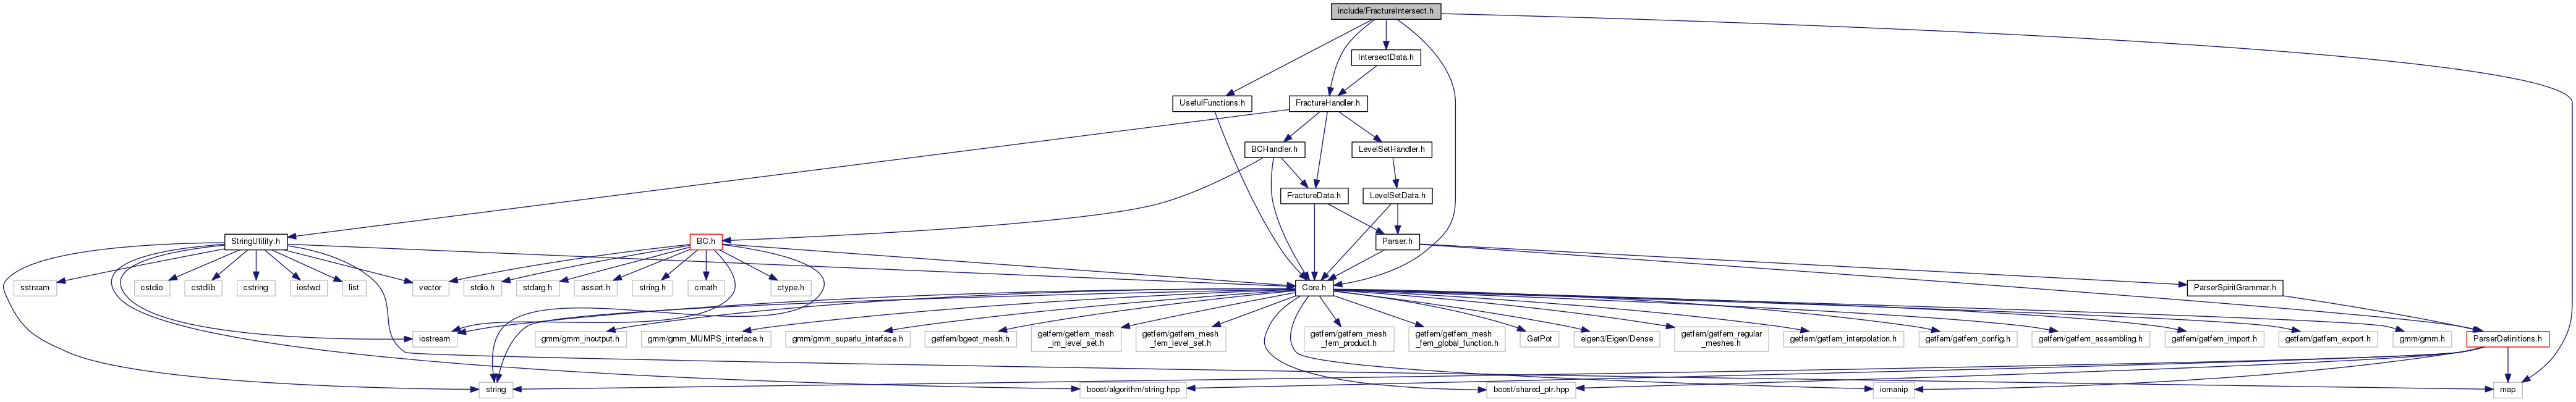 include/FractureIntersect.h
IntersectData.h
UsefulFunctions.h
FractureHandler.h
BCHandler.h
LevelSetHandler.h
FractureData.h
LevelSetData.h
StringUtility.h
BC.h
Parser.h
sstream
cstdio
cstdlib
cstring
iosfwd
list
vector
stdio.h
stdarg.h
assert.h
string.h
cmath
ctype.h
Core.h
ParserSpiritGrammar.h
iostream
gmm/gmm_inoutput.h
gmm/gmm_MUMPS_interface.h
gmm/gmm_superlu_interface.h
getfem/bgeot_mesh.h
getfem/getfem_mesh
_im_level_set.h
getfem/getfem_mesh
_fem_level_set.h
getfem/getfem_mesh
_fem_product.h
getfem/getfem_mesh
_fem_global_function.h
GetPot
eigen3/Eigen/Dense
getfem/getfem_regular
_meshes.h
getfem/getfem_interpolation.h
getfem/getfem_config.h
getfem/getfem_assembling.h
getfem/getfem_import.h
getfem/getfem_export.h
gmm/gmm.h
ParserDefinitions.h
string
boost/algorithm/string.hpp
boost/shared_ptr.hpp
iomanip
map